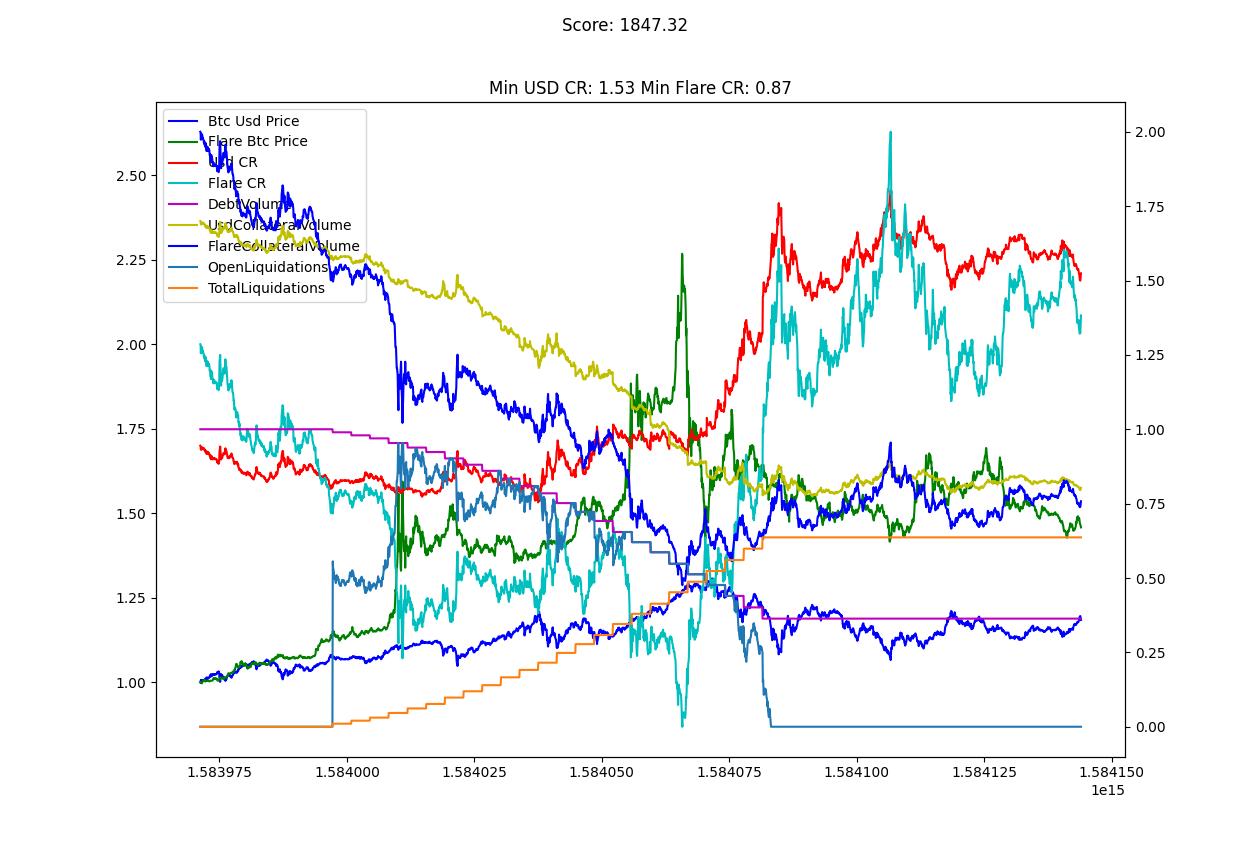 Score: 1847.32
Min USD CR: 1.53 Min Flare CR: 0.87
Btc Usd Price
Flare Btc Price
Usd CR
Flare CR
DebtVolume
UsdCollateralVolume
FlareCollateralVolume
OpenLiquidations
TotalLiquidations
2.50
2.25
2.00
1.75
1.50
1.25
1.00
2.00
1.75
1.50
1.25
1.00
0.75
0.50
0.25
0.00
1.583975 1.584000 1.584025 1.584050 1.584075 1.584100 1.584125 1.584150
1e15